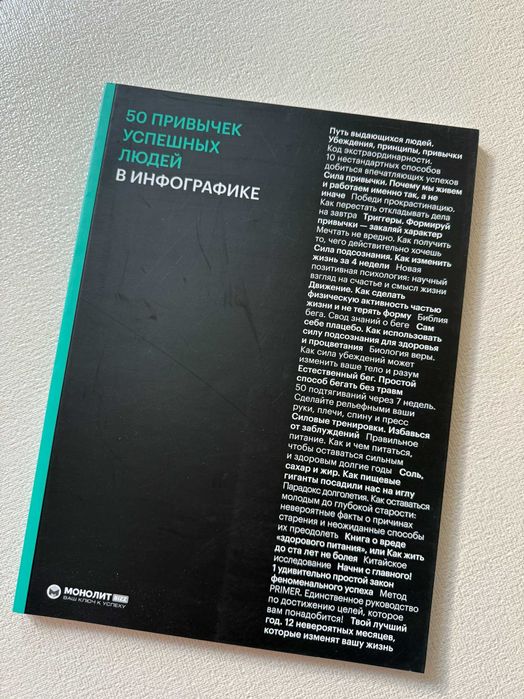 50 ПРИВЫЧЕК
УСПЕШНЫХ
ЛЮДЕЙ
В ИНФОГРАФИКЕ
Путь выдающихся людей.
Убеждения, принципы, привычки
Код экстраординарности.
10 нестандартных способов
добиться впечатляющих успехов
Сила привычки. Почему мы живем
и работаем именно так, а не
иначе Победи прокрастинацию.
Как перестать откладывать дела
на завтра Триггеры. Формируй
привычки — закаляй характер
Мечтать не вредно. Как получить
то, чего действительно хочешь
Сила подсознания. Как изменить
жизнь за 4 недели Новая
позитивная психология: научный
взгляд на счастье и смысл жизни
Движение. Как сделать
физическую активность частью
жизни и не терять форму Библия
бега. Свод знаний о беге Сам
себе плацебо. Как использовать
силу подсознания для здоровья
и процветания Биология веры.
Как сила убеждений может
изменить ваше тело и разум
Естественный бег. Простой
способ бегать без травм
50 подтягиваний через 7 недель.
Сделайте рельефными ваши
руки, плечи, спину и пресс
Силовые тренировки. Избавься
от заблуждений Правильное
питание. Как и чем питаться,
чтобы оставаться сильным
и здоровым долгие годы Соль,
сахар и жир. Как пищевые
гиганты посадили нас на иглу
Парадокс долголетия. Как оставаться
молодым до глубокой старости:
невероятные факты о причинах
старения и неожиданные способы
их преодолеть Книга о вреде
«здорового питания», или Как жить
до ста лет не болея Китайское
исследование Начни с главного!
1 удивительно простой закон
феноменального успеха Метод
PRIMER. Единственное руководство
по достижению целей, которое
вам понадобится! Твой лучший
год. 12 невероятных месяцев,
которые изменят вашу жизнь
МОНОЛИТ BIZZ
ВАШ КЛЮЧ К УСПЕХУ